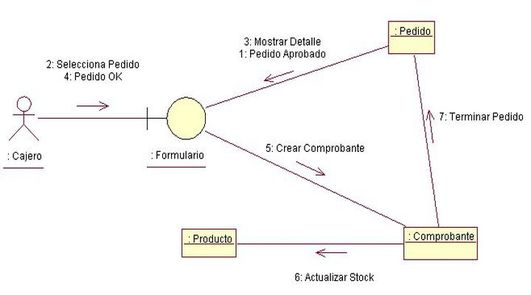 : Pedido
3: Mostrar Detalle
1: Pedido Aprobado
2: Selecciona Pedido
4: Pedido OK
7: Terminar Pedido
: Cajero
: Formulario
5: Crear Comprobante
: Producto
: Comprobante
6: Actualizar Stock